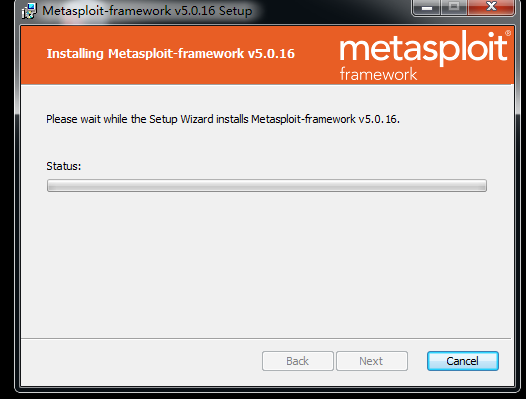 Metasploit-framework v5.0.16 Setup
Installing Metasploit-framework v5.0.16
metasploit®
framework
Please wait while the Setup Wizard installs Metasploit-framework v5.0.16.
Status:
Back
Next
Cancel